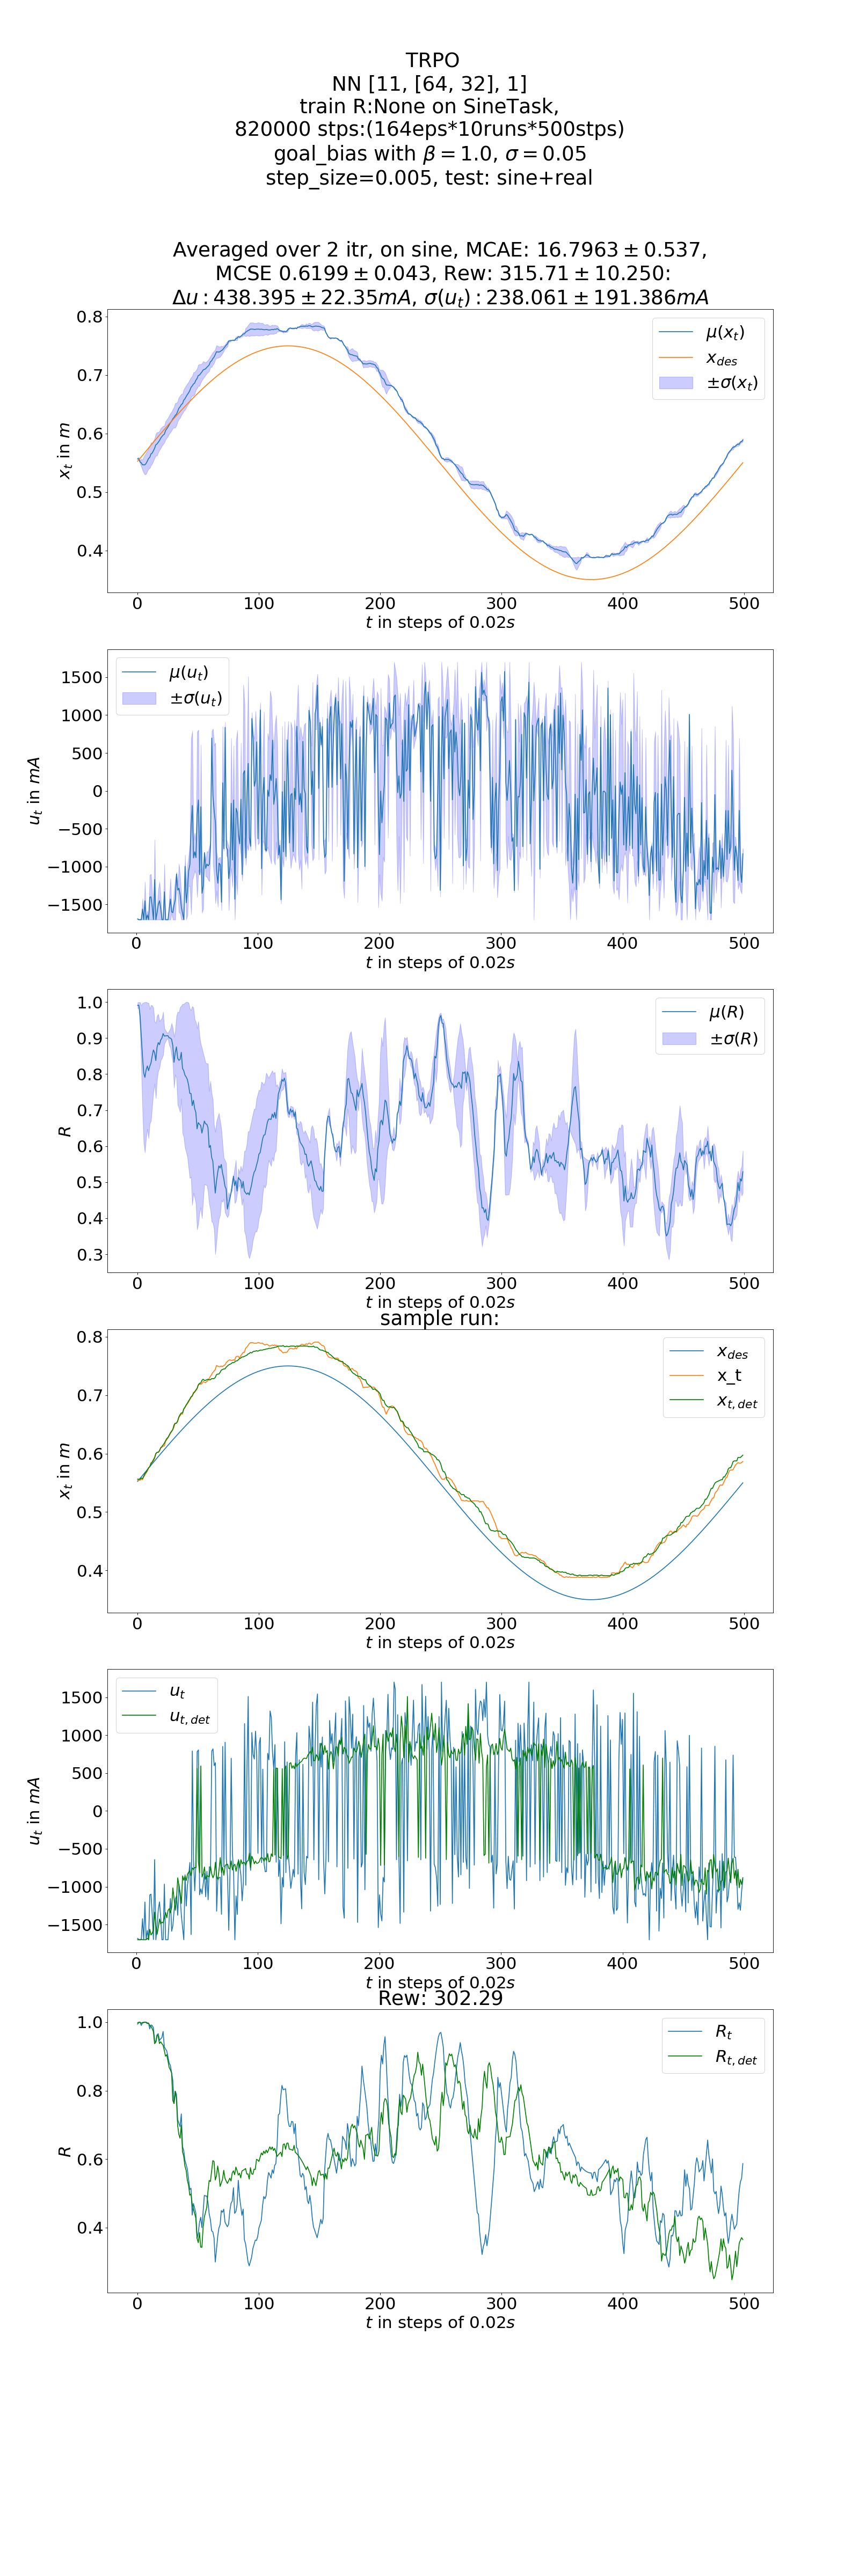 TRPO
NN [11, [64, 32], 1]
train R:None on SineTask,
820000 stps:(164eps*10runs*500stps)
goal_bias with β = 1.0, σ = 0.05
step_size=0.005, test: sine+real
Averaged over 2 itr, on sine, MCAE: 16.7963 ± 0.537,
MCSE 0.6199 ± 0.043, Rew: 315.71 ± 10.250:
Δu : 438.395 ± 22.35mA, σ(u_t) : 238.061 ± 191.386mA
0.8
0.7
0.6
0.5
0.4
x_t in m
μ(x_t)
x_des
±σ(x_t)
0 100 200 300 400 500
t in steps of 0.02s
1500
1000
500
0
−500
−1000
−1500
u_t in mA
μ(u_t)
±σ(u_t)
0 100 200 300 400 500
t in steps of 0.02s
1.0
0.9
0.8
0.7
0.6
0.5
0.4
0.3
R
μ(R)
±σ(R)
0 100 200 300 400 500
t in steps of 0.02s
sample run:
0.8
0.7
0.6
0.5
0.4
x_t in m
x_des
x_t
x_t,det
0 100 200 300 400 500
t in steps of 0.02s
1500
1000
500
0
−500
−1000
−1500
u_t in mA
u_t
u_t,det
0 100 200 300 400 500
t in steps of 0.02s
Rew: 302.29
1.0
0.8
0.6
0.4
R
R_t
R_t,det
0 100 200 300 400 500
t in steps of 0.02s